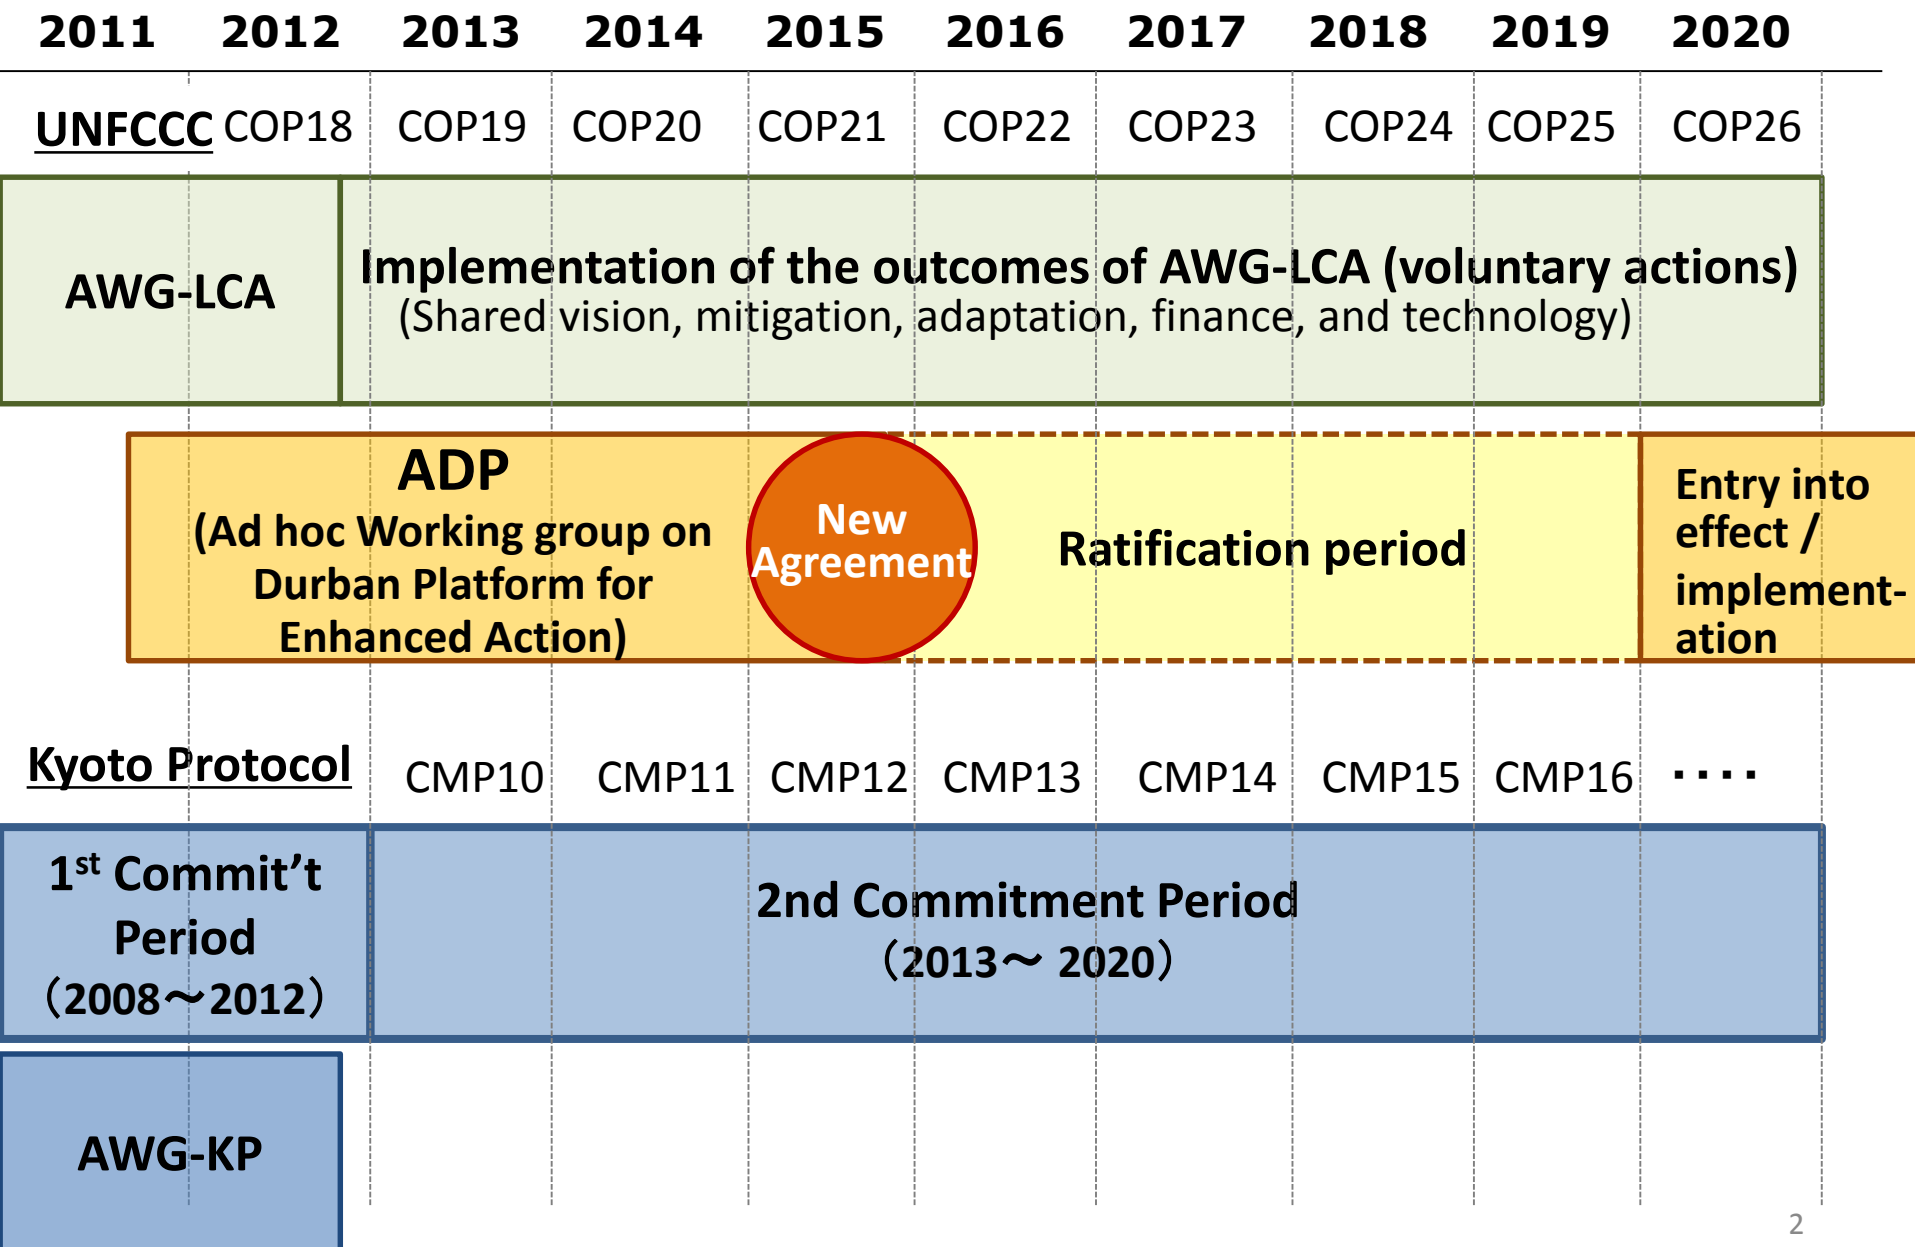 2011 2012 2013 2014 2015 2016 2017 2018 2019 2020
UNFCCC COP18 COP19 COP20 COP21 COP22 COP23 COP24 COP25 COP26
AWG-LCA
Implementation of the outcomes of AWG-LCA (voluntary actions)
(Shared vision, mitigation, adaptation, finance, and technology)
ADP
(Ad hoc Working group on
Durban Platform for
Enhanced Action)
New
Agreement
Ratification period
Entry into
effect /
implement-
ation
Kyoto Protocol CMP10 CMP11 CMP12 CMP13 CMP14 CMP15 CMP16 ····
1st Commit’t
Period
（2008～2012）
2nd Commitment Period
（2013～ 2020）
AWG-KP
2